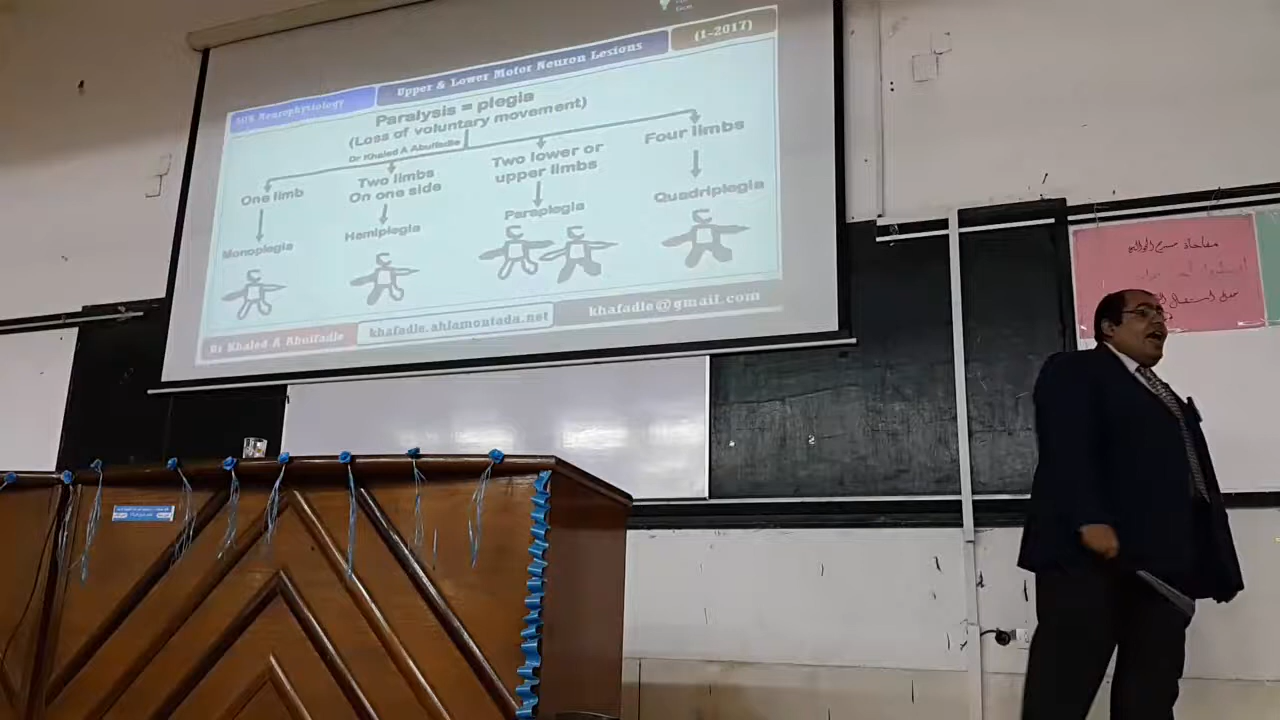 Upper & Lower Motor Neuron Lesions
(1-2017)
Neurophysiology
Paralysis = plegia
(Loss of voluntary movement)
Dr Khaled A Abulfadle
One limb
Two limbs
On one side
Two lower or
upper limbs
Four limbs
Monoplegia
Hemiplegia
Paraplegia
Quadriplegia
Dr Khaled A Abulfadle
khafadle.ahlamontada.net
khafadle@gmail.com
2